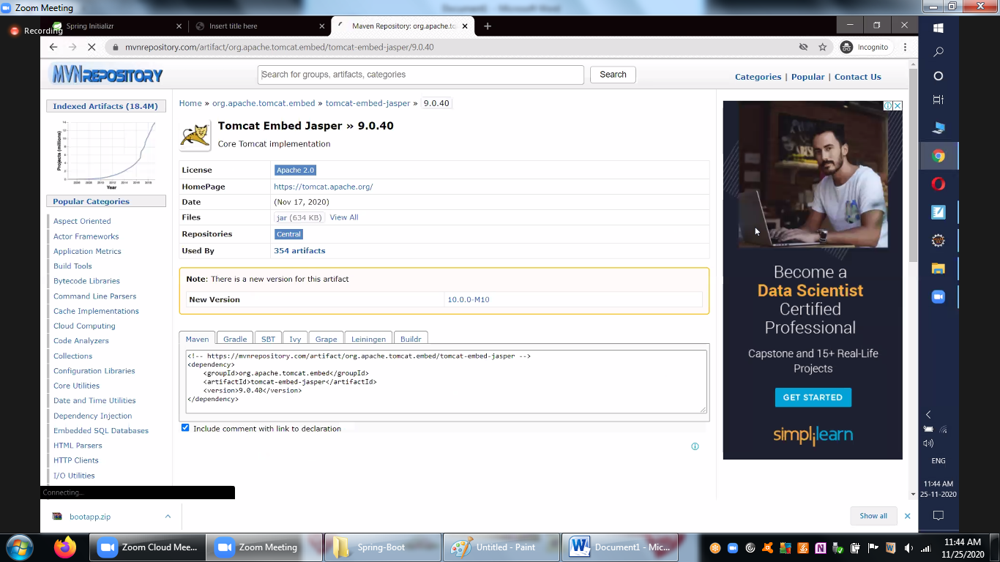 Zoom Meeting
Document1 - Microsoft Word
Recording
Spring Initializr
Insert title here
Maven Repository: org.apache.to
mvnrepository.com/artifact/org.apache.tomcat.embed/tomcat-embed-jasper/9.0.40
Incognito
MVNREPOSITORY
Search for groups, artifacts, categories
Search
Categories | Popular | Contact Us
Indexed Artifacts (18.4M)
Projects (millions)
Year
Popular Categories
Aspect Oriented
Actor Frameworks
Application Metrics
Build Tools
Bytecode Libraries
Command Line Parsers
Cache Implementations
Cloud Computing
Code Analyzers
Collections
Configuration Libraries
Core Utilities
Date and Time Utilities
Dependency Injection
Embedded SQL Databases
HTML Parsers
HTTP Clients
I/O Utilities
Home » org.apache.tomcat.embed » tomcat-embed-jasper » 9.0.40
Tomcat Embed Jasper » 9.0.40
Core Tomcat implementation
License Apache 2.0
HomePage https://tomcat.apache.org/
Date (Nov 17, 2020)
Files jar (634 KB) View All
Repositories Central
Used By 354 artifacts
Note: There is a new version for this artifact
New Version 10.0.0-M10
Maven Gradle SBT Ivy Grape Leiningen Buildr
<!-- https://mvnrepository.com/artifact/org.apache.tomcat.embed/tomcat-embed-jasper -->
<dependency>
<groupId>org.apache.tomcat.embed</groupId>
<artifactId>tomcat-embed-jasper</artifactId>
<version>9.0.40</version>
</dependency>
Include comment with link to declaration
Become a
Data Scientist
Certified
Professional
Capstone and 15+ Real-Life
Projects
GET STARTED
simplilearn
ENG
11:44 AM
25-11-2020
Connecting...
bootapp.zip
Show all
Zoom Cloud Mee...
Zoom Meeting
Spring-Boot
Untitled - Paint
Document1 - Mic...
11:44 AM
11/25/2020